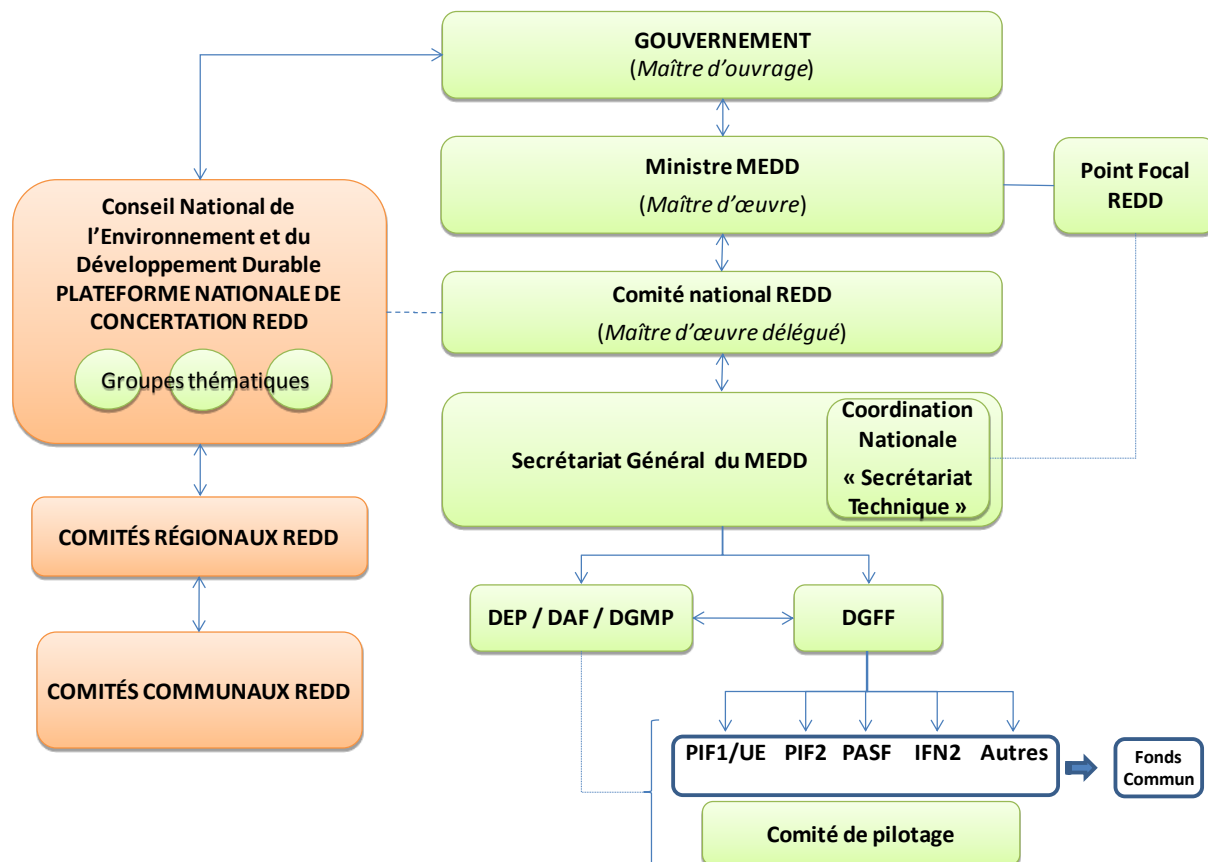 GOUVERNEMENT
(Maître d’ouvrage)
Ministre MEDD
(Maître d’œuvre)
Point Focal
REDD
Conseil National de
l’Environnement et du
Développement Durable
PLATEFORME NATIONALE DE
CONCERTATION REDD
Groupes thématiques
Comité national REDD
(Maître d’œuvre délégué)
Secrétariat Général du MEDD
Coordination
Nationale
« Secrétariat
Technique »
COMITÉS RÉGIONAUX REDD
COMITÉS COMMUNAUX REDD
DEP / DAF / DGMP
DGFF
PIF1/UE PIF2 PASF IFN2 Autres
Fonds
Commun
Comité de pilotage